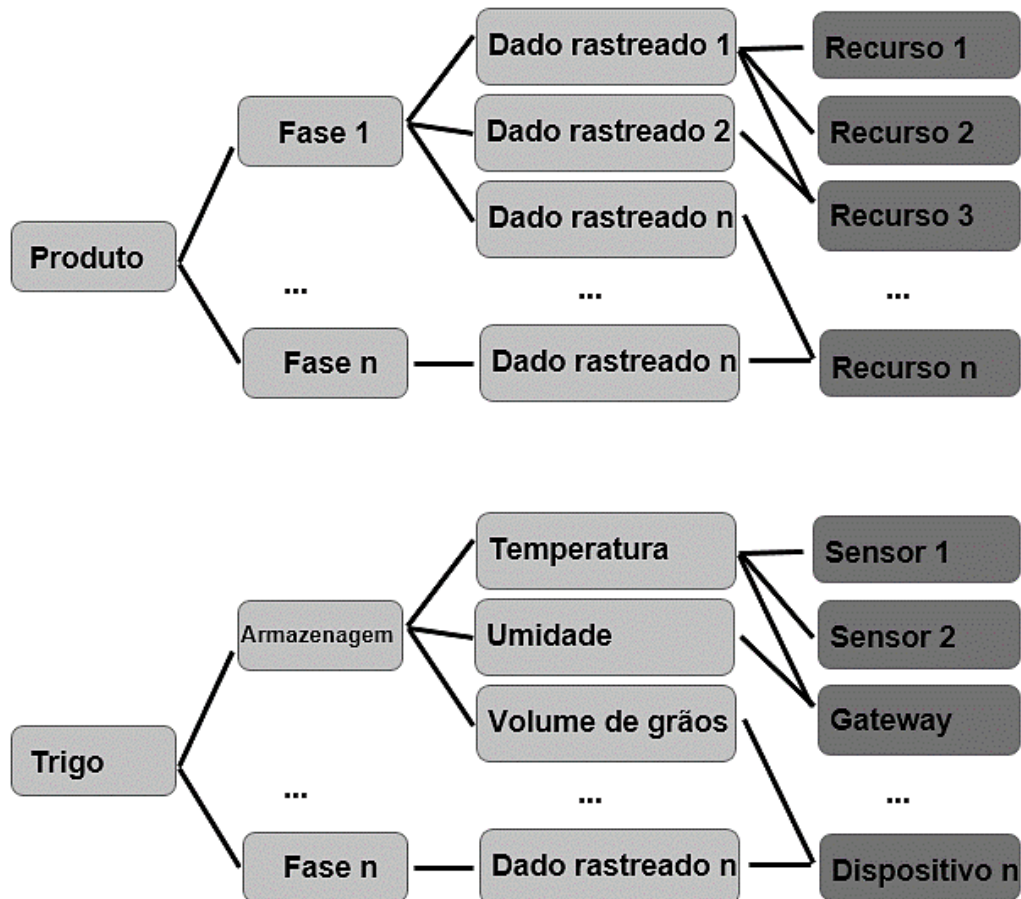 Dado rastreado 1
Recurso 1
Fase 1
Dado rastreado 2
Recurso 2
Dado rastreado n
Recurso 3
Produto
...
...
...
Fase n
Dado rastreado n
Recurso n
Temperatura
Sensor 1
Armazenagem
Umidade
Sensor 2
Volume de grãos
Gateway
Trigo
...
...
...
Fase n
Dado rastreado n
Dispositivo n